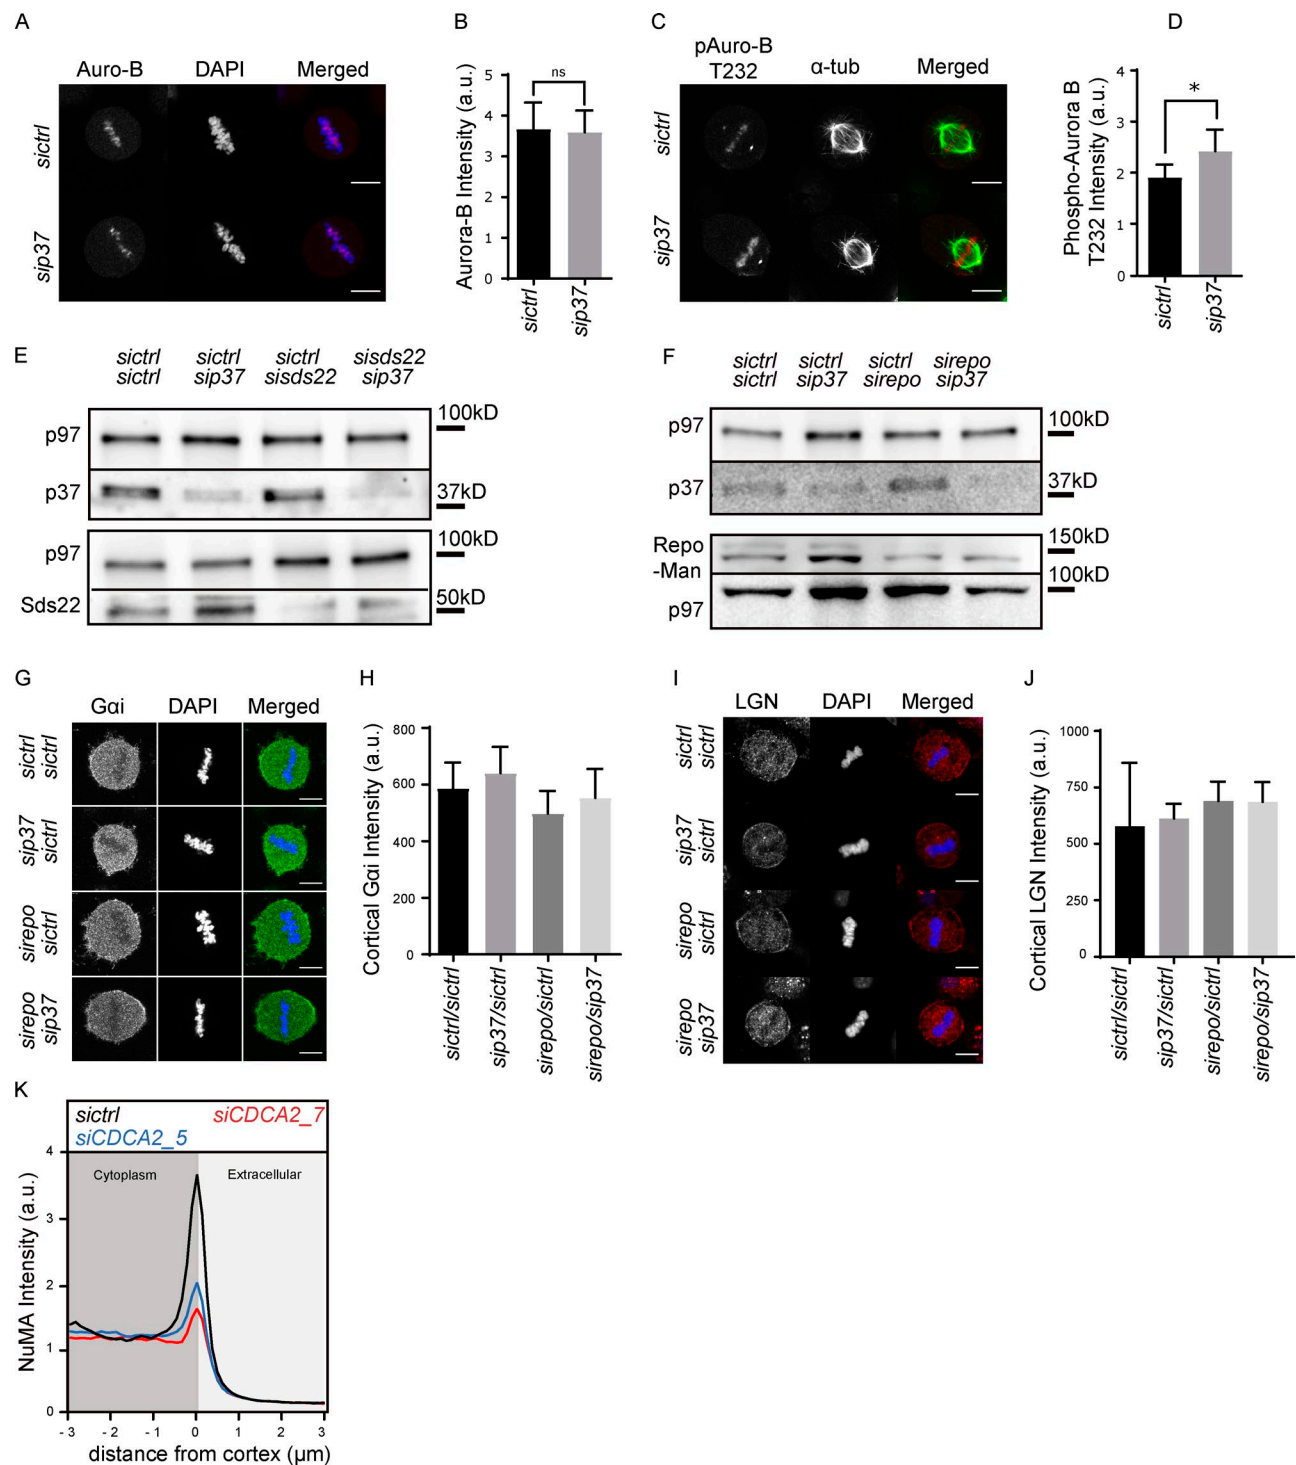 A
Auro-B DAPI Merged
sictrl
sip37
B
Aurora-B Intensity (a.u.)
5
4
3
2
1
0
ns
sictrl
sip37
C
pAuro-B
T232
α-tub
Merged
sictrl
sip37
D
Phospho-Aurora B
T232 Intensity (a.u.)
4
3
2
1
0
*
sictrl
sip37
E
sictrl sictrl sictrl sisds22
sictrl sip37 sisds22 sip37
p97
100kD
p37
37kD
p97
100kD
Sds22
50kD
F
sictrl sictrl sictrl sirepo
sictrl sip37 sirepo sip37
p97
100kD
p37
37kD
Repo
-Man
150kD
100kD
p97
G
Gαi DAPI Merged
sictrl
sictrl
sip37
sictrl
sirepo
sictrl
sirepo
sip37
H
Cortical Gαi Intensity (a.u.)
800
600
400
200
0
sictrl/sictrl
sip37/sictrl
sirepo/sictrl
sirepo/sip37
I
LGN DAPI Merged
sictrl
sictrl
sip37
sictrl
sirepo
sictrl
sirepo
sip37
J
Cortical LGN Intensity (a.u.)
1000
750
500
250
0
sictrl/sictrl
sip37/sictrl
sirepo/sictrl
sirepo/sip37
K
sictrl siCDCA2_7
siCDCA2_5
NuMA Intensity (a.u.)
4
3
2
1
0
Cytoplasm Extracellular
- 3 - 2 - 1 0 1 2 3
distance from cortex (µm)